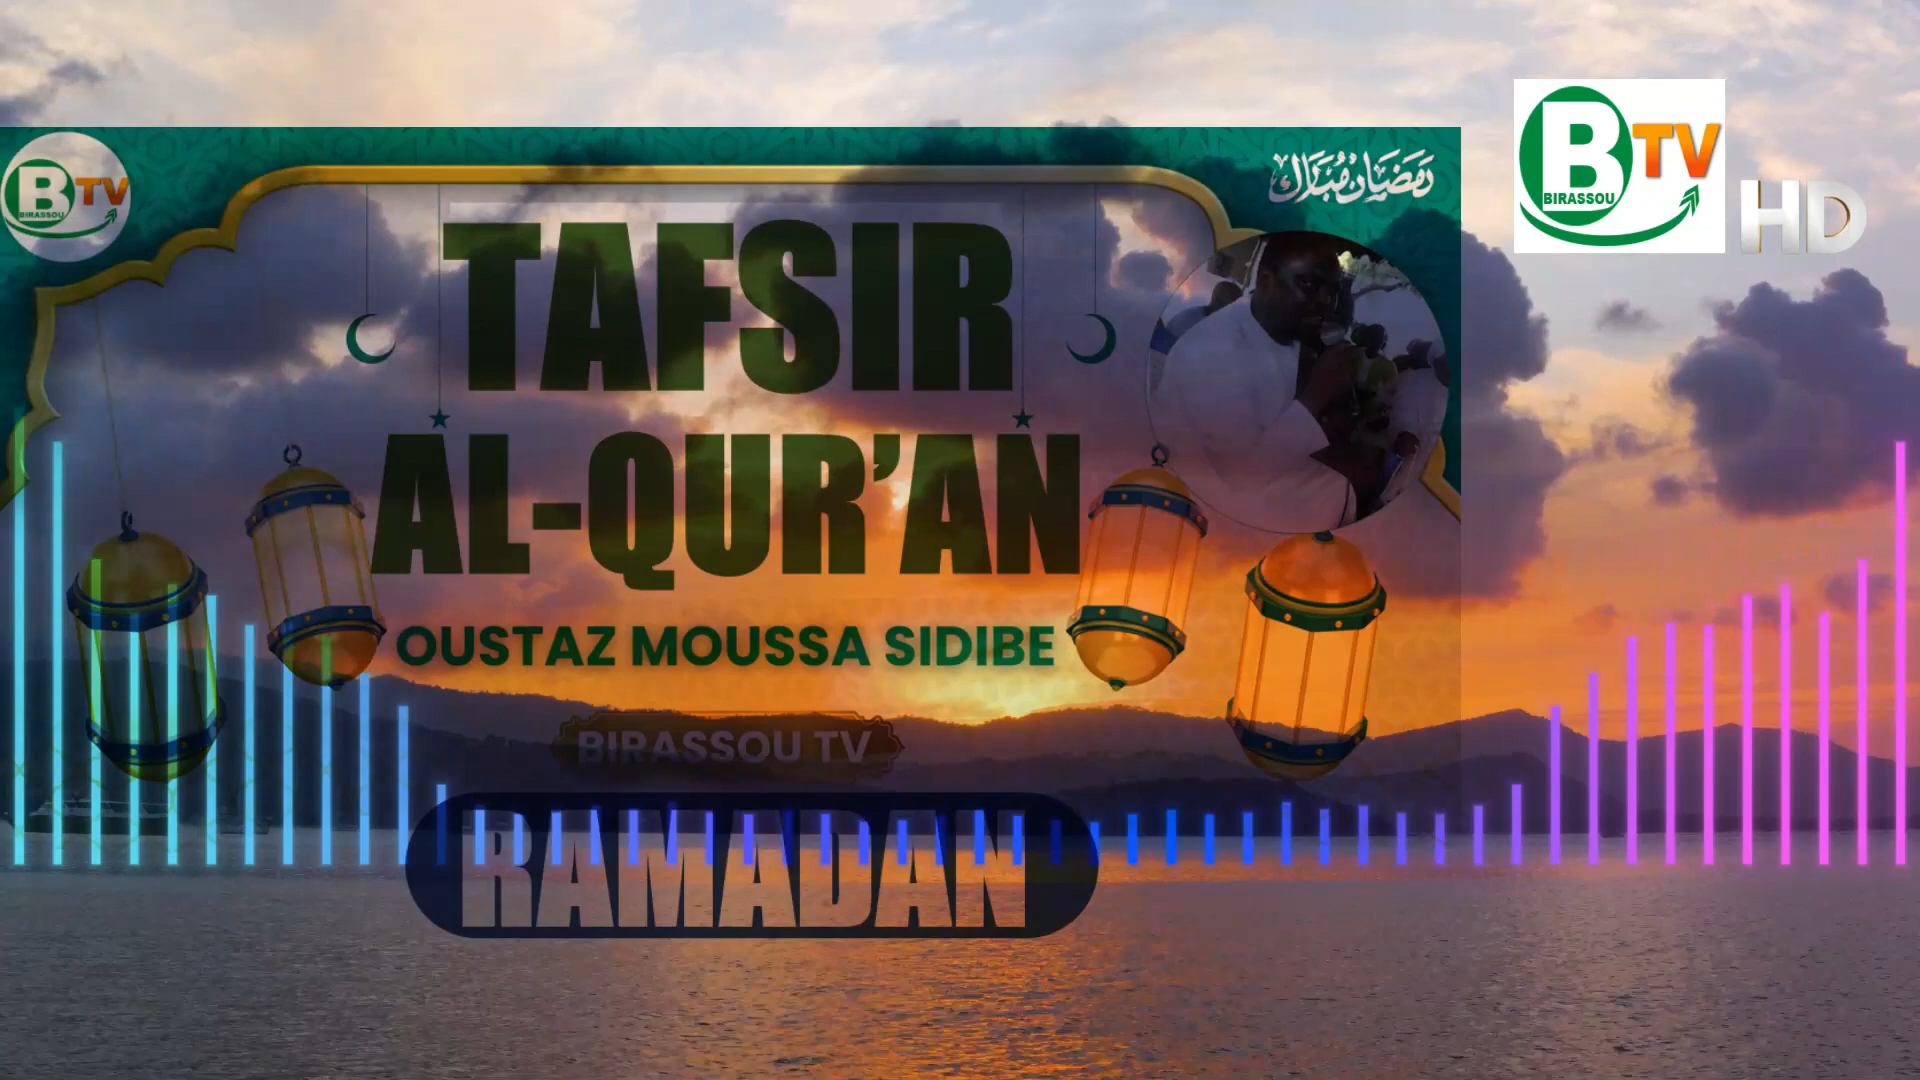 B TV
BIRASSOU
HD
B TV
BIRASSOU
رمضان مبارك
TAFSIR
AL-QUR'AN
OUSTAZ MOUSSA SIDIBE
BIRASSOU TV
RAMADAN